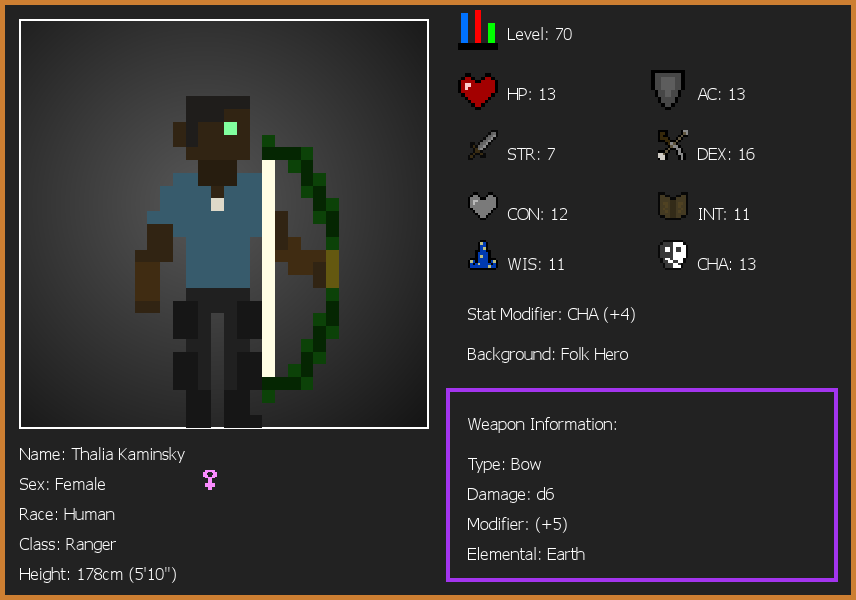 Level: 70
HP: 13
AC: 13
STR: 7
DEX: 16
CON: 12
INT: 11
WIS: 11
CHA: 13
Stat Modifier: CHA (+4)
Background: Folk Hero
Weapon Information:
Type: Bow
Damage: d6
Modifier: (+5)
Elemental: Earth
Name: Thalia Kaminsky
Sex: Female
Race: Human
Class: Ranger
Height: 178cm (5'10")